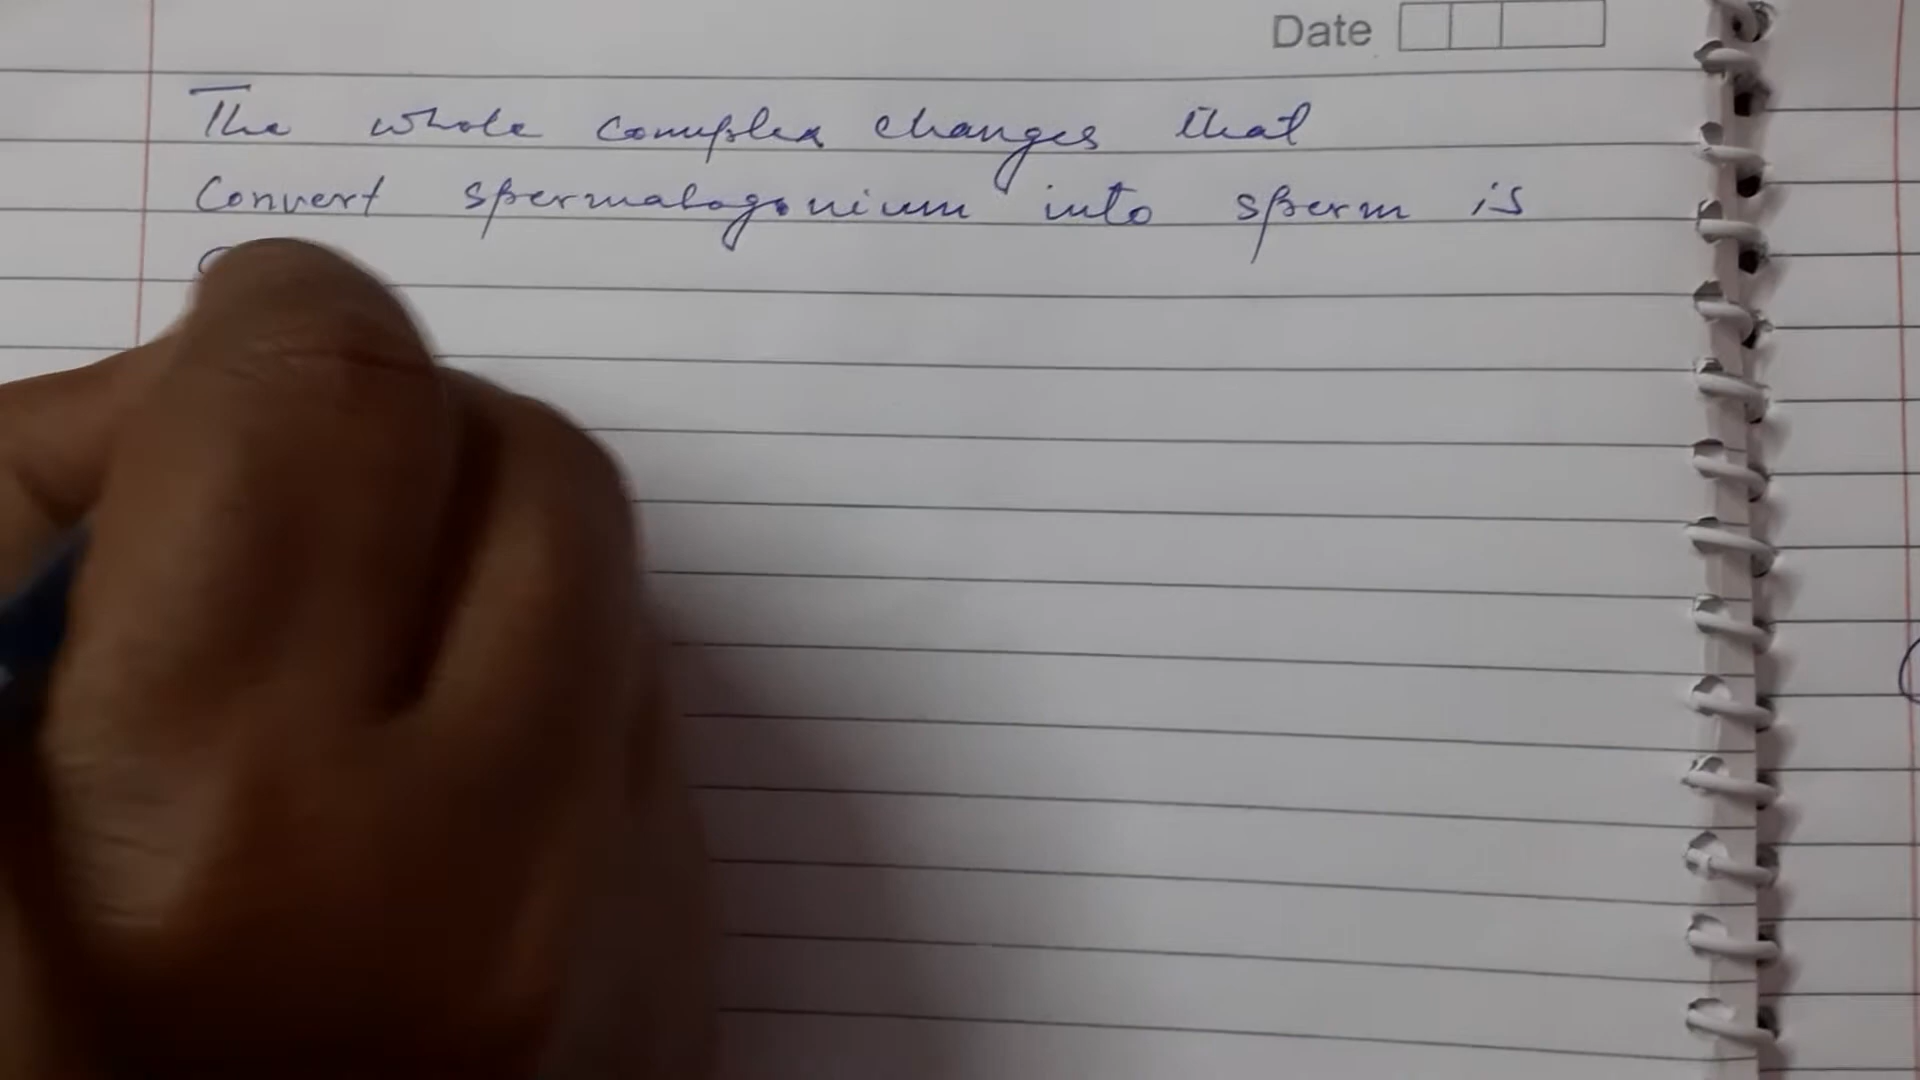 Date
The whole complex changes that
Convert spermatogonium into sperm is